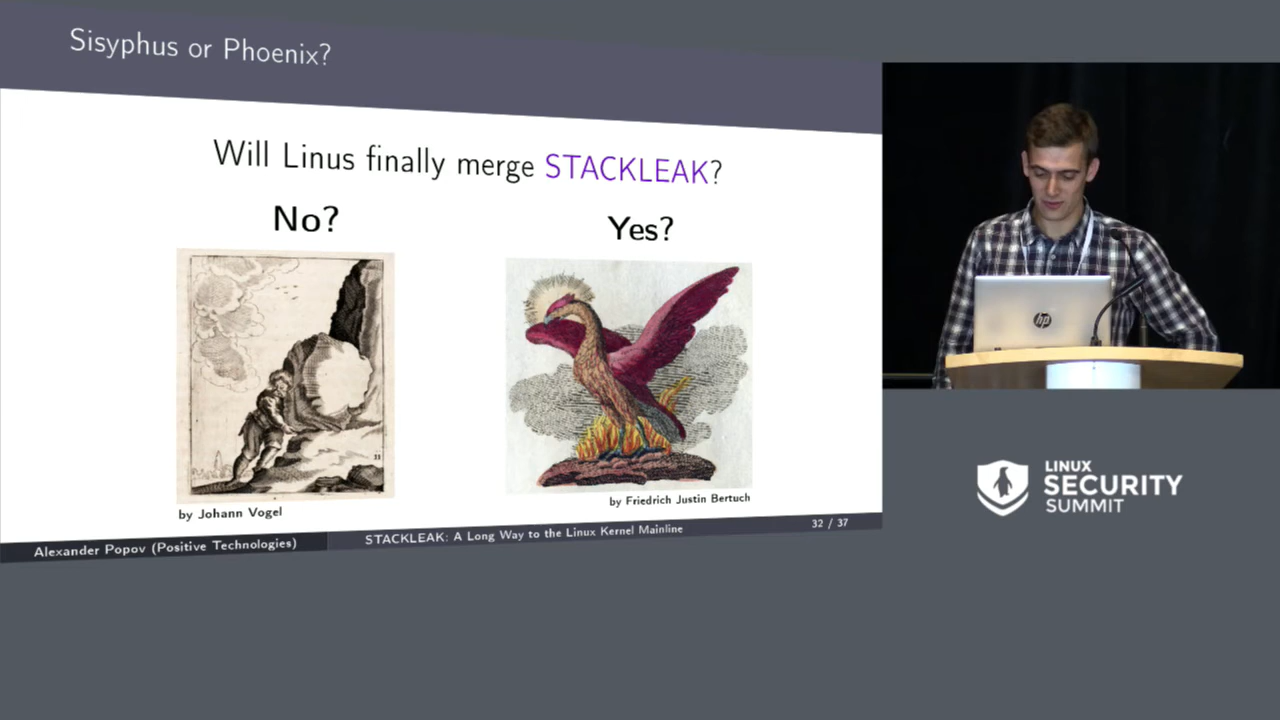 Sisyphus or Phoenix?
Will Linus finally merge STACKLEAK?
No?
Yes?
11
by Johann Vogel
by Friedrich Justin Bertuch
32 / 37
Alexander Popov (Positive Technologies)
STACKLEAK: A Long Way to the Linux Kernel Mainline
hp
LINUX
SECURITY
SUMMIT